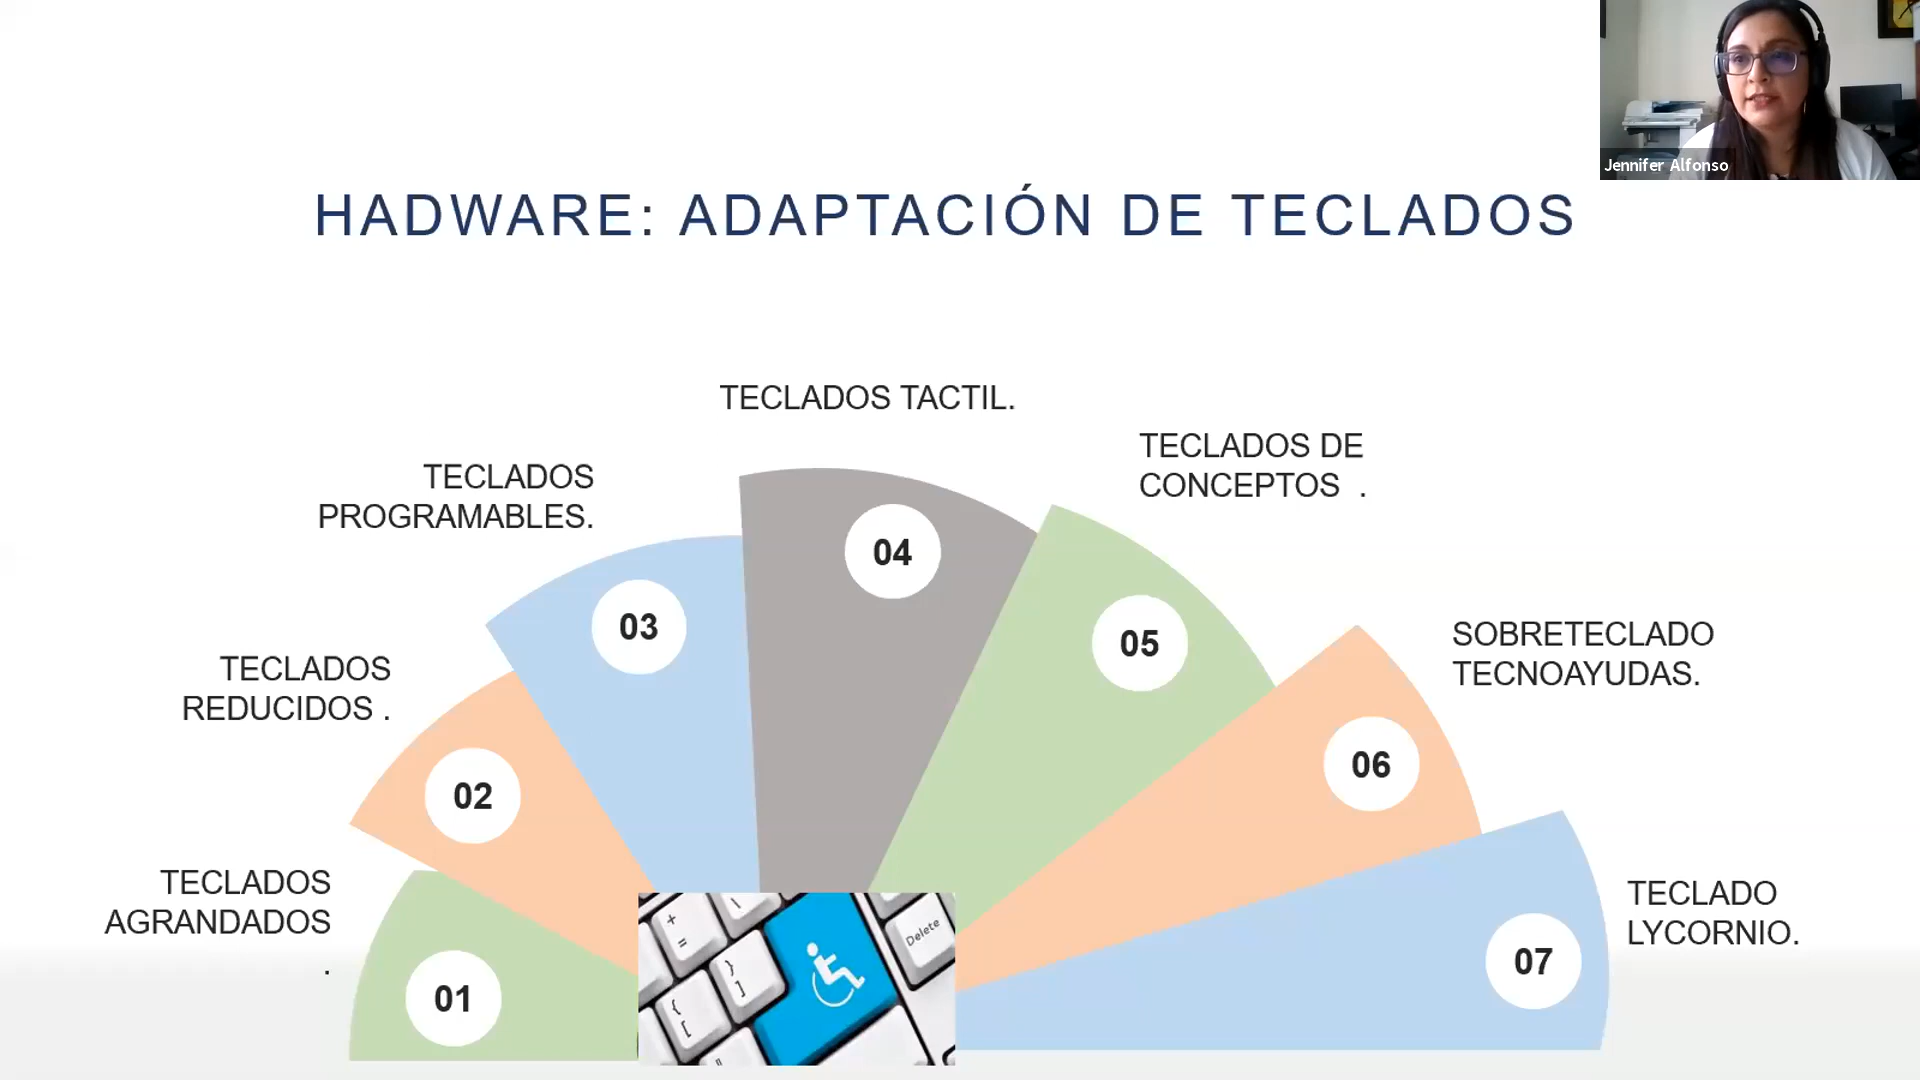 Jennifer Alfonso
HADWARE: ADAPTACIÓN DE TECLADOS
TECLADOS TACTIL.
TECLADOS DE
CONCEPTOS .
TECLADOS
PROGRAMABLES.
04
03
05
SOBRETECLADO
TECNOAYUDAS.
TECLADOS
REDUCIDOS .
06
02
TECLADOS
AGRANDADOS
.
TECLADO
LYCORNIO.
07
01
+
=
Delete
}
]
{
[